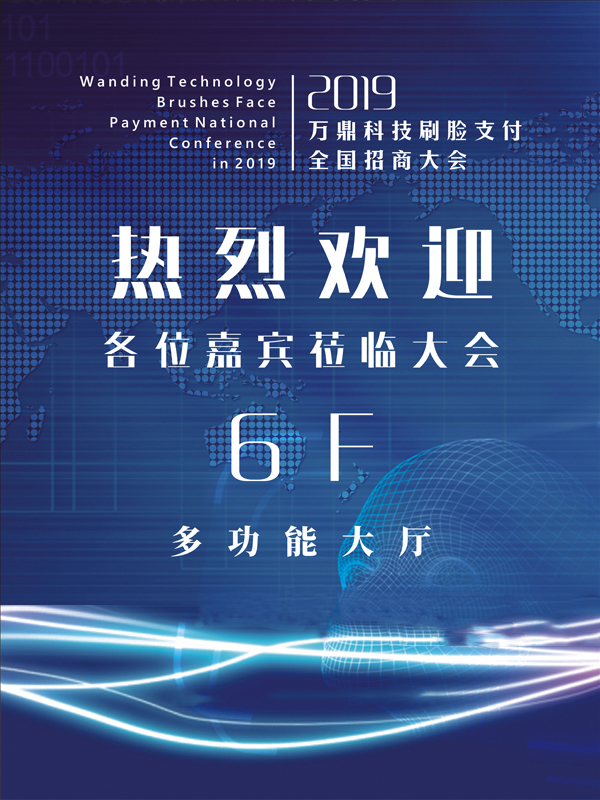 101
1100101
Wanding Technology
Brushes Face
Payment National
Conference
in 2019
2019
万鼎科技刷脸支付
全国招商大会
热烈欢迎
各位嘉宾莅临大会
6F
多功能大厅